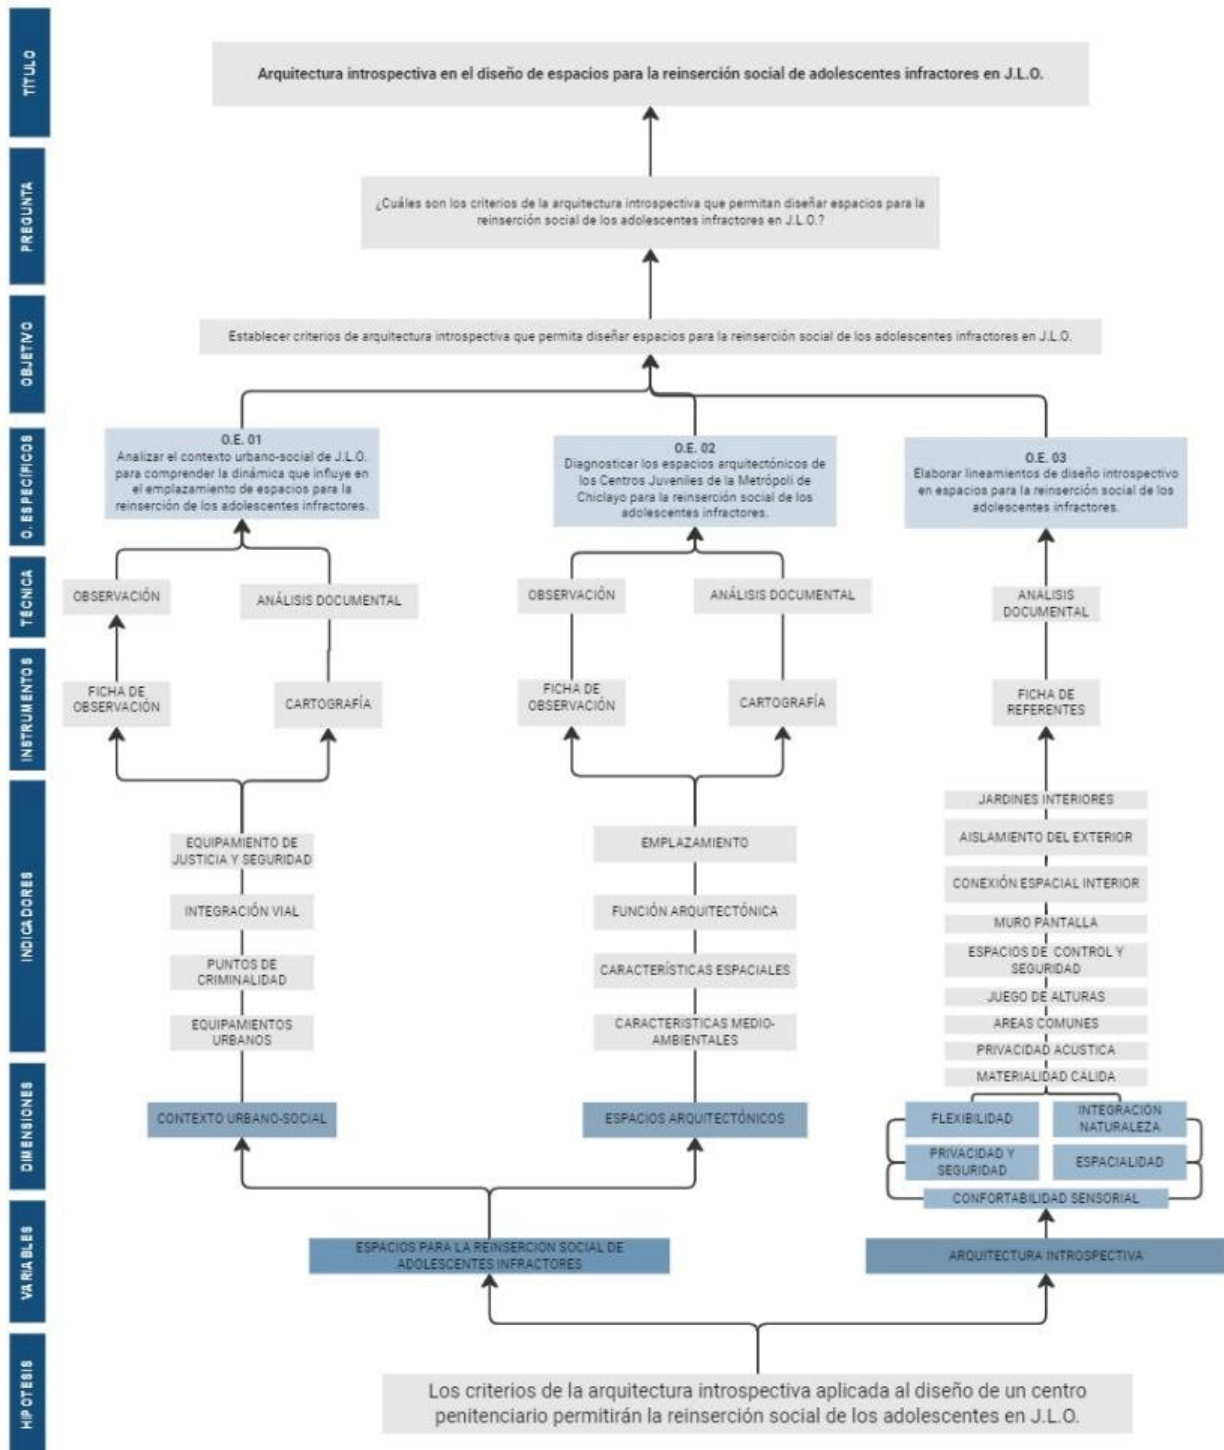 TÍTULO
Arquitectura introspectiva en el diseño de espacios para la reinserción social de adolescentes infractores en J.L.O.
PREGUNTA
¿Cuáles son los criterios de la arquitectura introspectiva que permitan diseñar espacios para la
reinserción social de los adolescentes infractores en J.L.O.?
OBJETIVO
Establecer criterios de arquitectura introspectiva que permita diseñar espacios para la reinserción social de los adolescentes infractores en J.L.O.
O. ESPECÍFICOS
O.E. 01
Analizar el contexto urbano-social de J.L.O.
para comprender la dinámica que influye en
el emplazamiento de espacios para la
reinserción de los adolescentes infractores.
O.E. 02
Diagnosticar los espacios arquitectónicos de
los Centros Juveniles de la Metrópoli de
Chiclayo para la reinserción social de los
adolescentes infractores.
O.E. 03
Elaborar lineamientos de diseño introspectivo
en espacios para la reinserción social de los
adolescentes infractores.
TÉCNICA
OBSERVACIÓN
ANÁLISIS DOCUMENTAL
OBSERVACIÓN
ANÁLISIS DOCUMENTAL
ANÁLISIS
DOCUMENTAL
INSTRUMENTOS
FICHA DE
OBSERVACIÓN
CARTOGRAFÍA
FICHA DE
OBSERVACIÓN
CARTOGRAFÍA
FICHA DE
REFERENTES
INDICADORES
EQUIPAMIENTO DE
JUSTICIA Y SEGURIDAD
INTEGRACIÓN VIAL
PUNTOS DE
CRIMINALIDAD
EQUIPAMIENTOS
URBANOS
EMPLAZAMIENTO
FUNCIÓN ARQUITECTÓNICA
CARACTERÍSTICAS ESPACIALES
CARACTERISTICAS MEDIO-
AMBIENTALES
JARDINES INTERIORES
AISLAMIENTO DEL EXTERIOR
CONEXIÓN ESPACIAL INTERIOR
MURO PANTALLA
ESPACIOS DE CONTROL Y
SEGURIDAD
JUEGO DE ALTURAS
AREAS COMUNES
PRIVACIDAD ACUSTICA
MATERIALIDAD CÁLIDA
DIMENSIONES
CONTEXTO URBANO-SOCIAL
ESPACIOS ARQUITECTÓNICOS
FLEXIBILIDAD
INTEGRACIÓN
NATURALEZA
PRIVACIDAD Y
SEGURIDAD
ESPACIALIDAD
CONFORTABILIDAD SENSORIAL
VARIABLES
ESPACIOS PARA LA REINSERCION SOCIAL DE
ADOLESCENTES INFRACTORES
ARQUITECTURA INTROSPECTIVA
HIPOTESIS
Los criterios de la arquitectura introspectiva aplicada al diseño de un centro
penitenciario permitirán la reinserción social de los adolescentes en J.L.O.